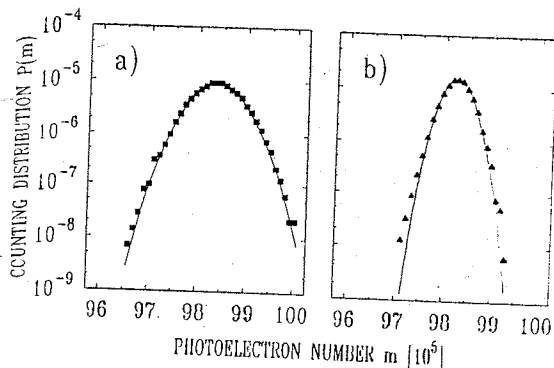 CCUNTING DISTRIBUTION P(m)
10^-4
10^-5
10^-6
10^-7
10^-8
10^-9
a)
b)
96 97 98 99 100
96 97 98 99 100
PHOTOELECTRON NUMBER m [10^5]